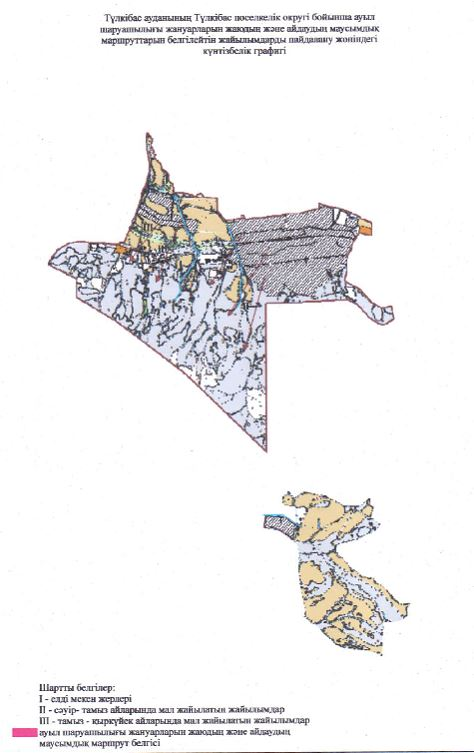 Түлкібас ауданының Түлкібас поселкелік округі бойынша ауыл
шаруашылығы жануарларын жаюдың және айдаудың маусымдық
маршруттарын белгілейтін жайылымдарды пайдалану жөніндегі
күнтізбелік графигі
Шартты белгілер:
I - елді мекен жерлері
II - сәуір- тамыз айларында мал жайылатын жайылымдар
III - тамыз - қыркүйек айларында мал жайылатын жайылымдар
ауыл шаруашылығы жануарларын жаюдың және айдаудың
маусымдық маршрут белгісі